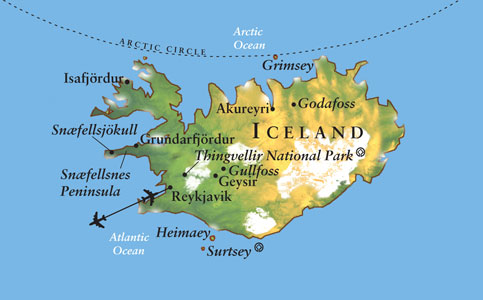 Arctic
Ocean
ARCTIC CIRCLE
Grimsey
Isafjördur
Akureyri
Godafoss
Snæfellsjökull
Grundarfjördur
ICELAND
Thingvellir National Park
Snæfellsnes
Peninsula
Gullfoss
Geysir
Reykjavik
Atlantic
Ocean
Heimaey
Surtsey